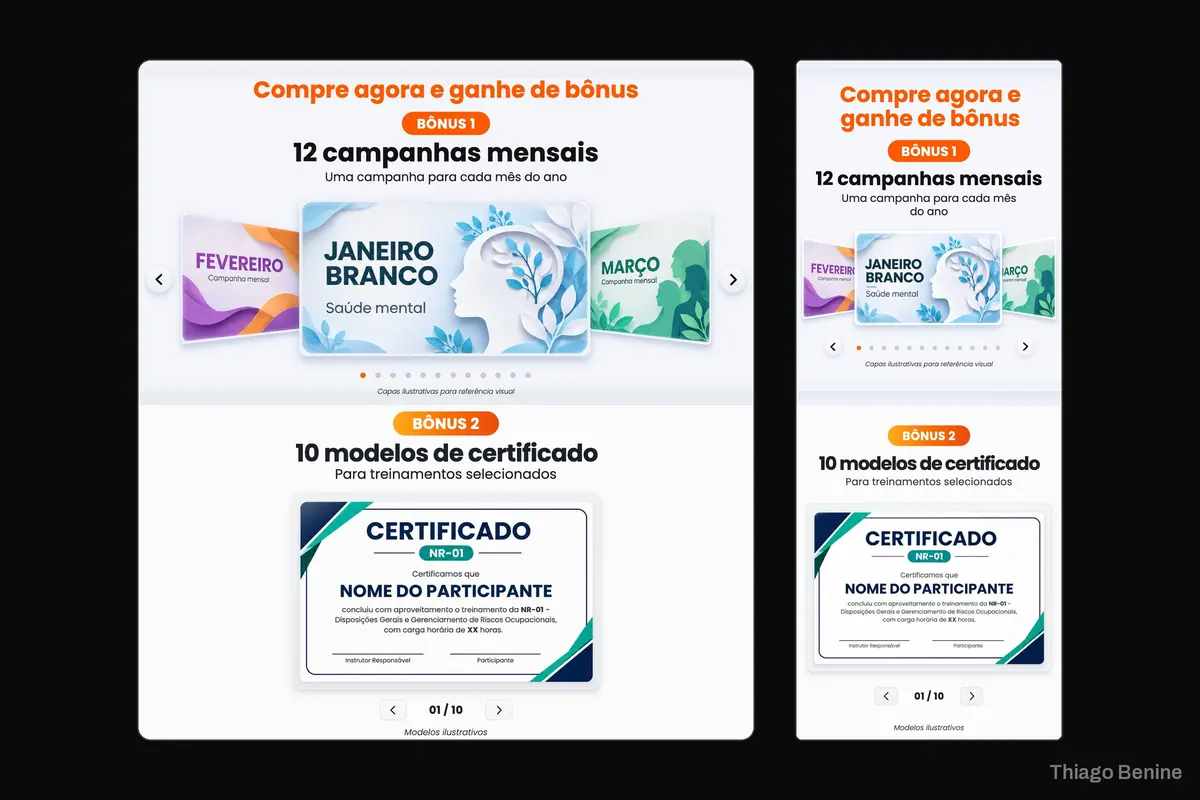 Compre agora e ganhe de bônus
BÔNUS 1
12 campanhas mensais
Uma campanha para cada mês do ano
FEVEREIRO
Campanha mensal
JANEIRO
BRANCO
Saúde mental
MARÇO
Campanha mensal
Capas ilustrativas para referência visual
BÔNUS 2
10 modelos de certificado
Para treinamentos selecionados
CERTIFICADO
NR-01
Certificamos que
NOME DO PARTICIPANTE
concluiu com aproveitamento o treinamento da NR-01 -
Disposições Gerais e Gerenciamento de Riscos Ocupacionais,
com carga horária de XX horas.
Instrutor Responsável
Participante
01 / 10
Modelos ilustrativos
Compre agora e
ganhe de bônus
BÔNUS 1
12 campanhas mensais
Uma campanha para cada mês
do ano
FEVEREIRO
Campanha mensal
JANEIRO
BRANCO
Saúde mental
ARÇO
panha mensal
Capas ilustrativas para referência visual
BÔNUS 2
10 modelos de certificado
Para treinamentos selecionados
CERTIFICADO
NR-01
Certificamos que
NOME DO PARTICIPANTE
concluiu com aproveitamento o treinamento da NR-01 -
Disposições Gerais e Gerenciamento de Riscos Ocupacionais,
com carga horária de XX horas.
Instrutor Responsável
Participante
01 / 10
Modelos ilustrativos
Thiago Benine